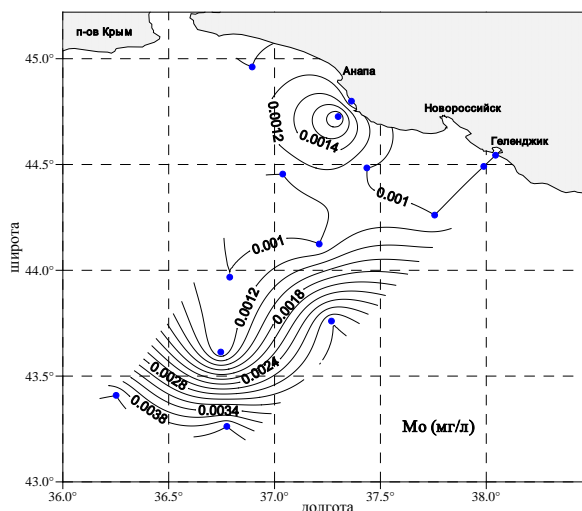 п-ов Крым
45.0°
Анапа
0.0012
0.0014
Новороссийск
Геленджик
44.5°
0.001
широта
0.001
44.0°
0.0012
0.0018
43.5°
0.0024
0.0028
0.0034
0.0038
Мо (мг/л)
43.0°
36.0° 36.5° 37.0° 37.5° 38.0°
долгота